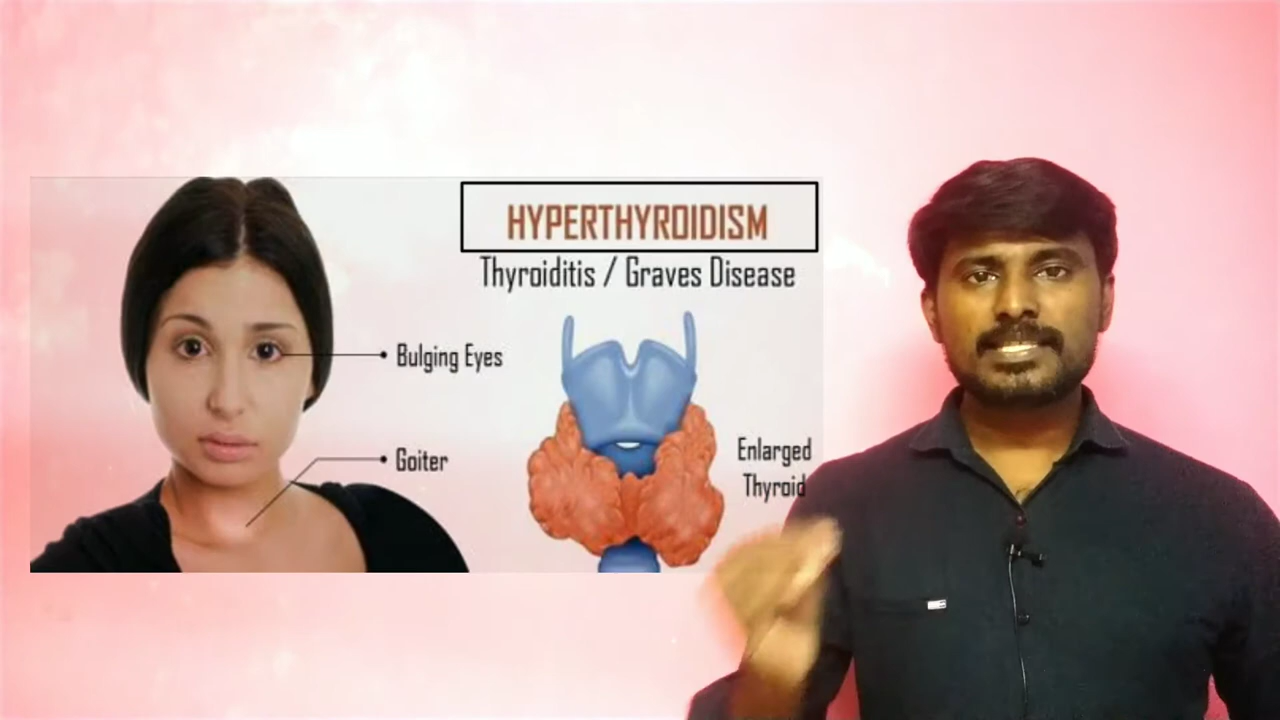 HYPERTHYROIDISM
Thyroiditis / Graves Disease
Bulging Eyes
Goiter
Enlarged
Thyroid